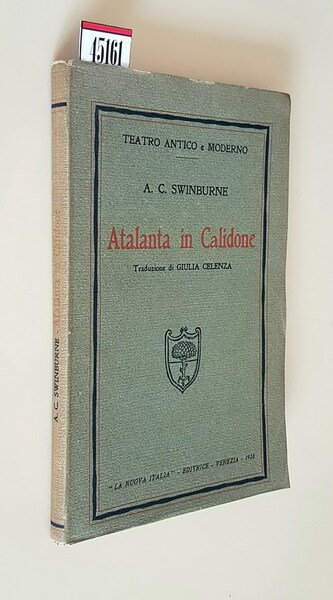 45161
TEATRO ANTICO e MODERNO
A. C. SWINBURNE
Atalanta in Calidone
Traduzione di GIULIA CELENZA
"LA NUOVA ITALIA" - EDITRICE - VENEZIA - 1928
A. C. SWINBURNE - ATALANTA